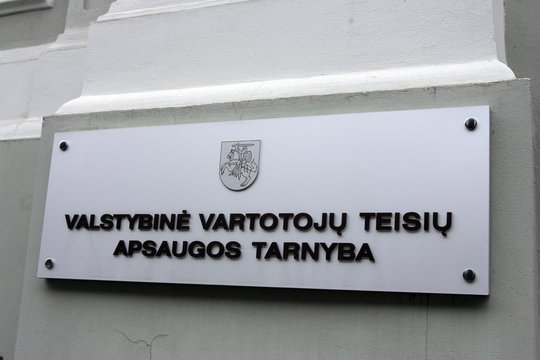 VALSTYBINĖ VARTOTOJŲ TEISIŲ
APSAUGOS TARNYBA